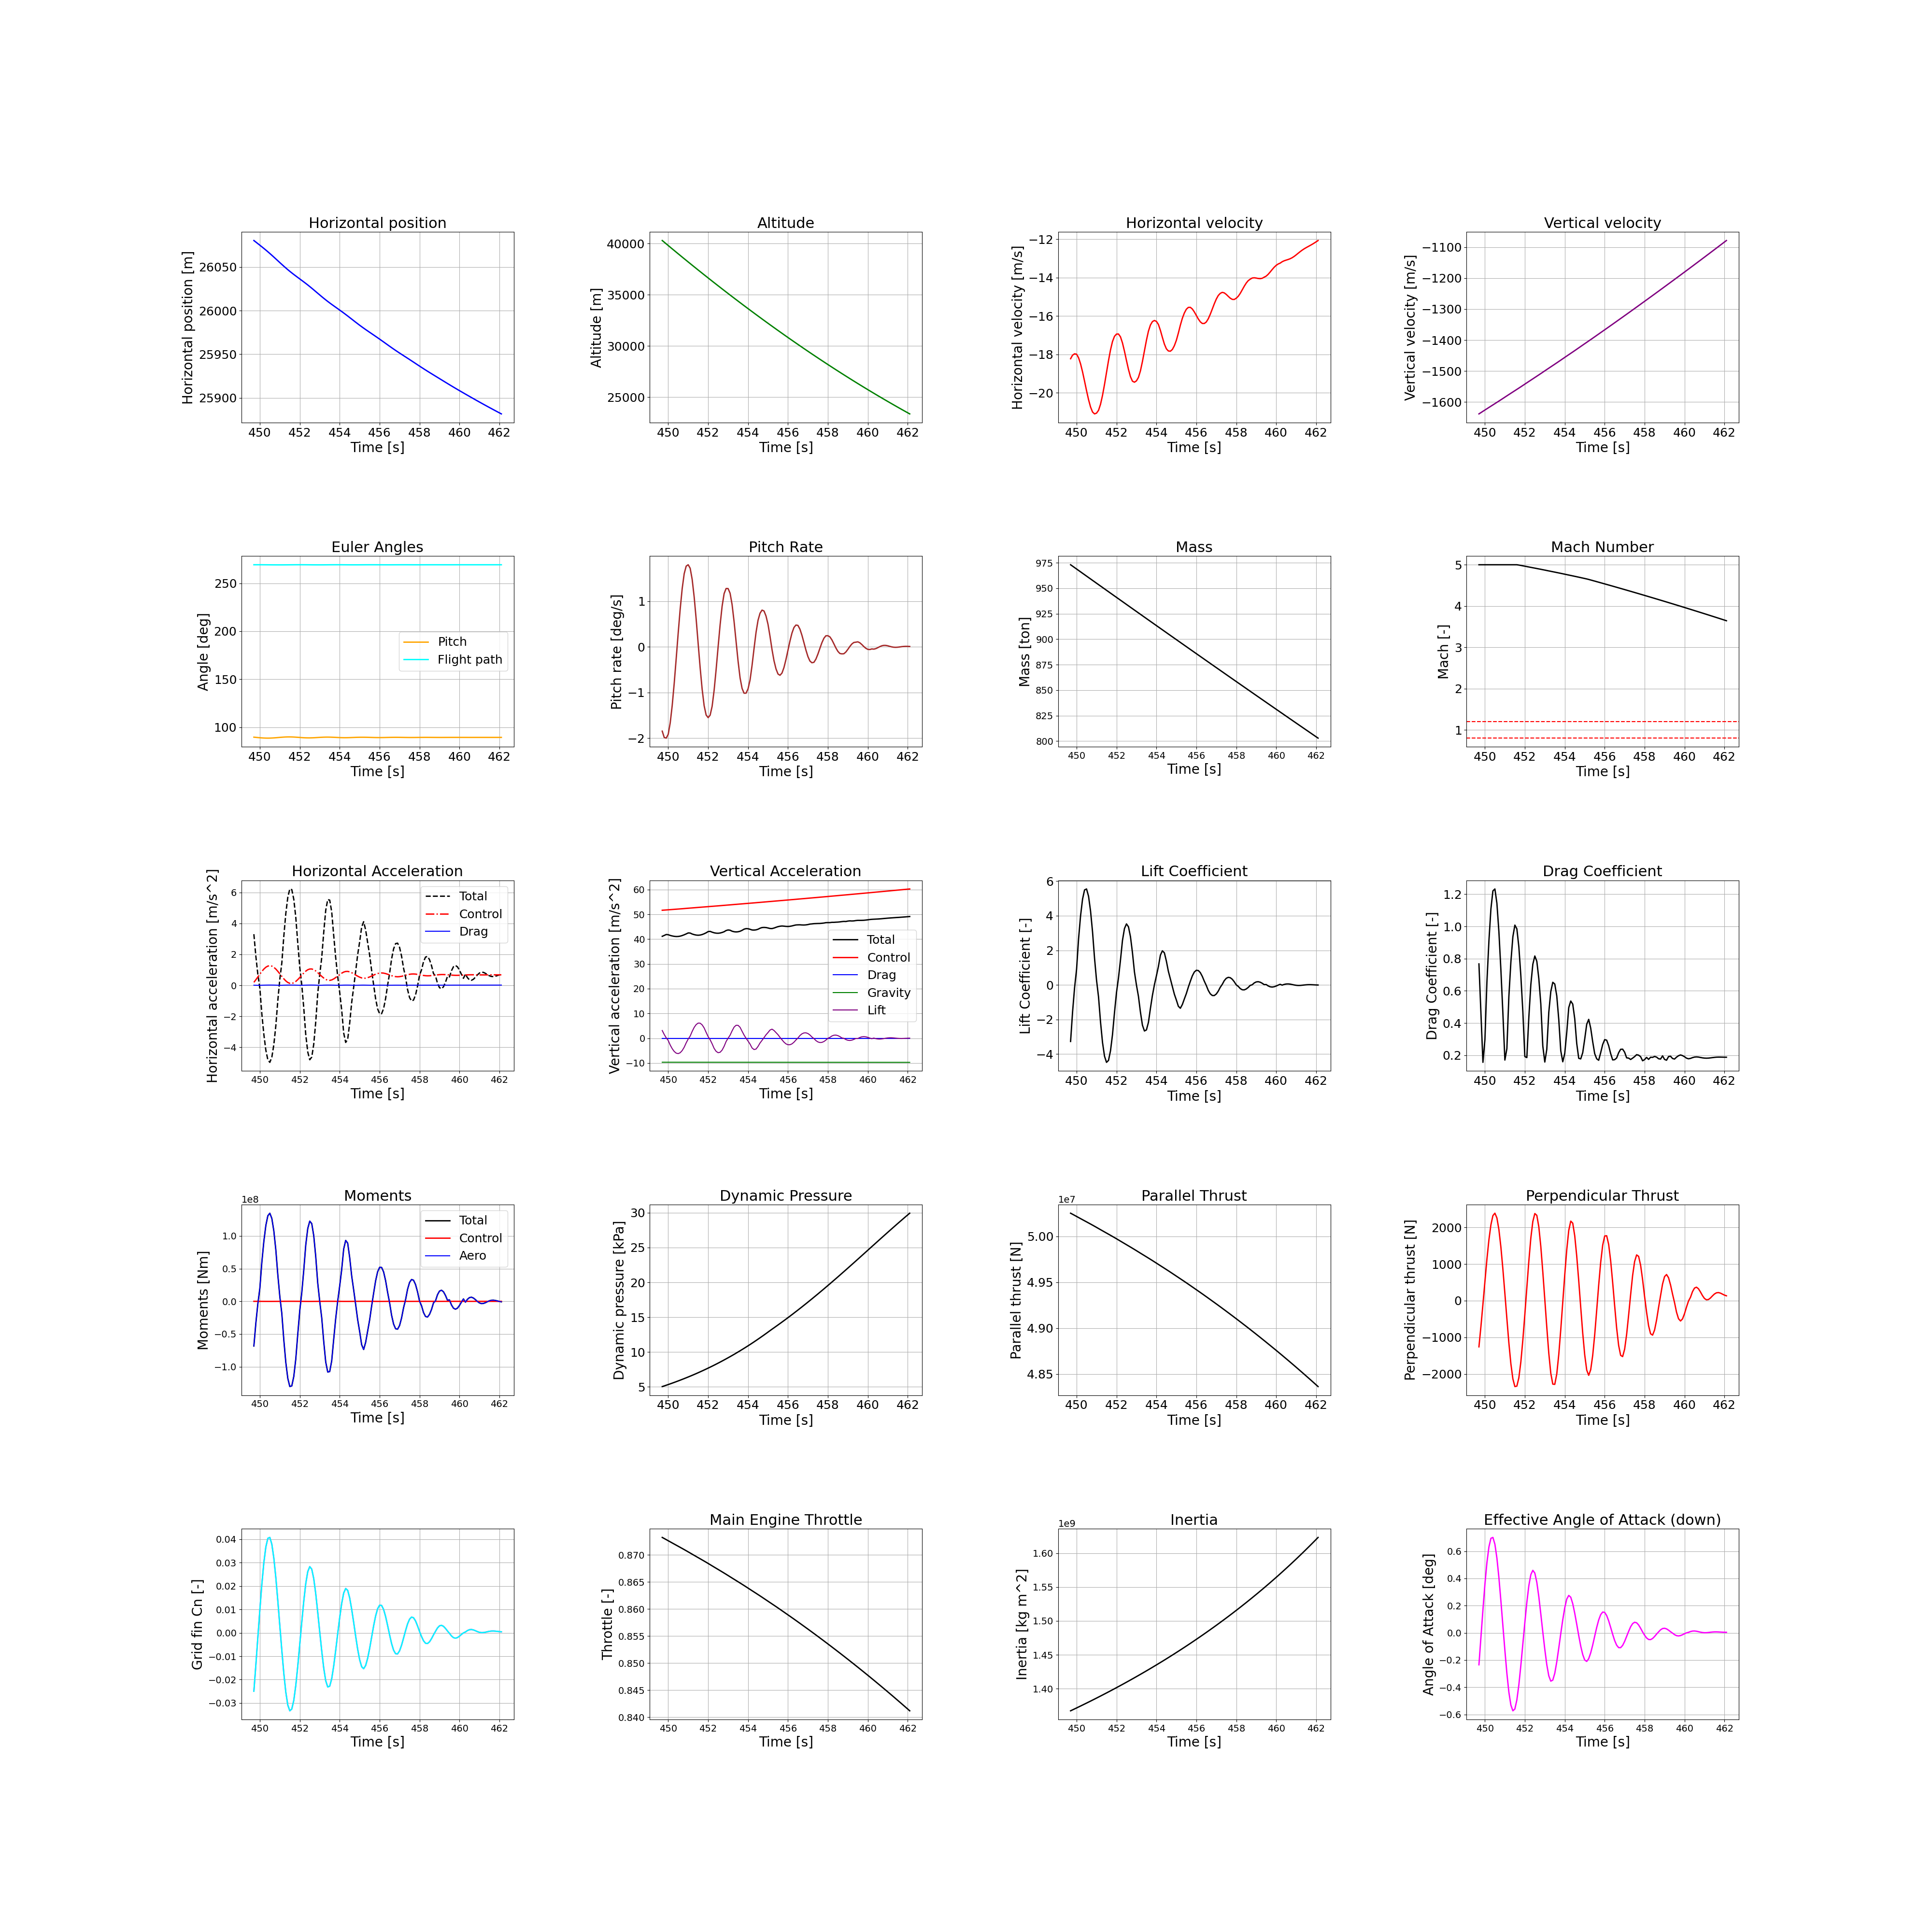 Horizontal position
Horizontal position [m]
26050
26000
25950
25900
450 452 454 456 458 460 462
Time [s]
Altitude
Altitude [m]
40000
35000
30000
25000
450 452 454 456 458 460 462
Time [s]
Horizontal velocity
Horizontal velocity [m/s]
−12
−14
−16
−18
−20
450 452 454 456 458 460 462
Time [s]
Vertical velocity
Vertical velocity [m/s]
−1100
−1200
−1300
−1400
−1500
−1600
450 452 454 456 458 460 462
Time [s]
Euler Angles
Angle [deg]
250
200
150
100
Pitch
Flight path
450 452 454 456 458 460 462
Time [s]
Pitch Rate
Pitch rate [deg/s]
1
0
−1
−2
450 452 454 456 458 460 462
Time [s]
Mass
Mass [ton]
975
950
925
900
875
850
825
800
450 452 454 456 458 460 462
Time [s]
Mach Number
Mach [-]
5
4
3
2
1
450 452 454 456 458 460 462
Time [s]
Horizontal Acceleration
Horizontal acceleration [m/s^2]
6
4
2
0
−2
−4
Total
Control
Drag
450 452 454 456 458 460 462
Time [s]
Vertical Acceleration
Vertical acceleration [m/s^2]
60
50
40
30
20
10
0
−10
Total
Control
Drag
Gravity
Lift
450 452 454 456 458 460 462
Time [s]
Lift Coefficient
Lift Coefficient [-]
6
4
2
0
−2
−4
450 452 454 456 458 460 462
Time [s]
Drag Coefficient
Drag Coefficient [-]
1.2
1.0
0.8
0.6
0.4
0.2
450 452 454 456 458 460 462
Time [s]
Moments
1e8
Moments [Nm]
1.0
0.5
0.0
−0.5
−1.0
Total
Control
Aero
450 452 454 456 458 460 462
Time [s]
Dynamic Pressure
Dynamic pressure [kPa]
30
25
20
15
10
5
450 452 454 456 458 460 462
Time [s]
Parallel Thrust
1e7
Parallel thrust [N]
5.00
4.95
4.90
4.85
450 452 454 456 458 460 462
Time [s]
Perpendicular Thrust
Perpendicular thrust [N]
2000
1000
0
−1000
−2000
450 452 454 456 458 460 462
Time [s]
Grid fin Cn [-]
0.04
0.03
0.02
0.01
0.00
−0.01
−0.02
−0.03
450 452 454 456 458 460 462
Time [s]
Main Engine Throttle
Throttle [-]
0.870
0.865
0.860
0.855
0.850
0.845
0.840
450 452 454 456 458 460 462
Time [s]
Inertia
1e9
Inertia [kg m^2]
1.60
1.55
1.50
1.45
1.40
450 452 454 456 458 460 462
Time [s]
Effective Angle of Attack (down)
Angle of Attack [deg]
0.6
0.4
0.2
0.0
−0.2
−0.4
−0.6
450 452 454 456 458 460 462
Time [s]